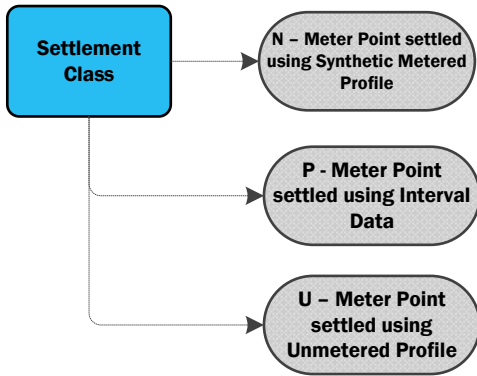 Settlement
Class
N – Meter Point settled
using Synthetic Metered
Profile
P - Meter Point
settled using Interval
Data
U – Meter Point
settled using
Unmetered Profile